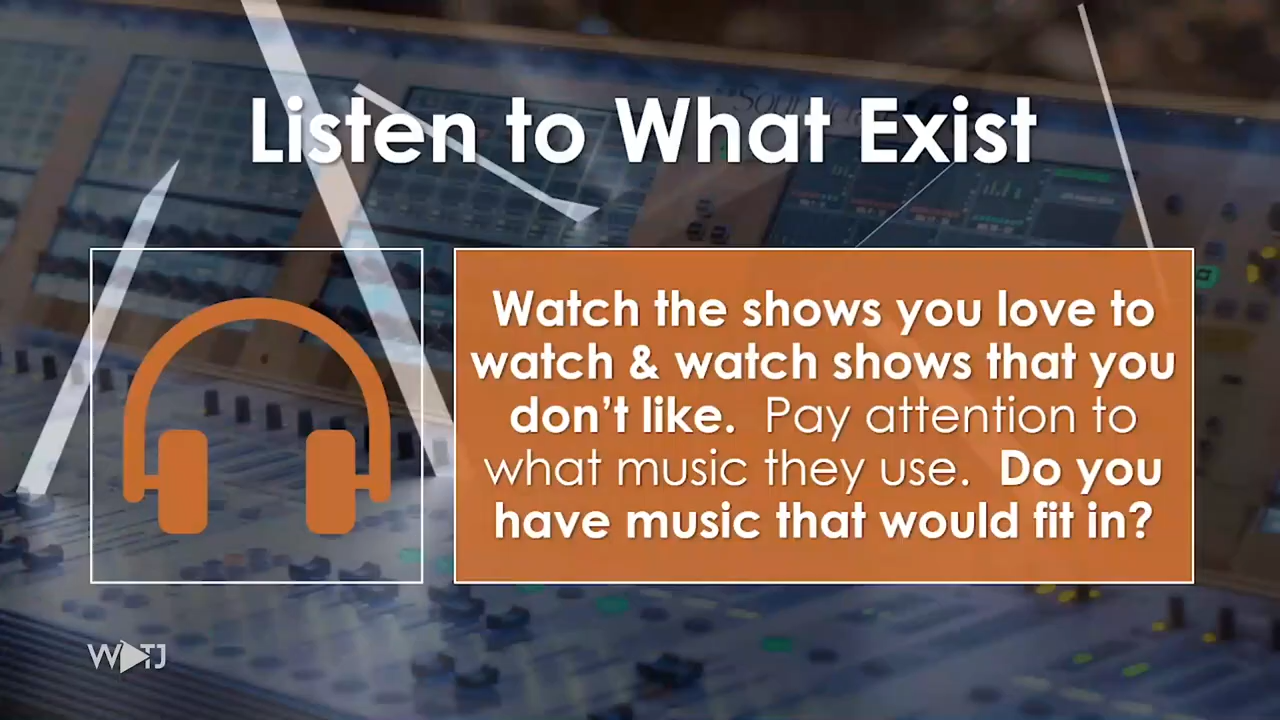 Listen to What Exist
Watch the shows you love to
watch & watch shows that you
don't like. Pay attention to
what music they use. Do you
have music that would fit in?